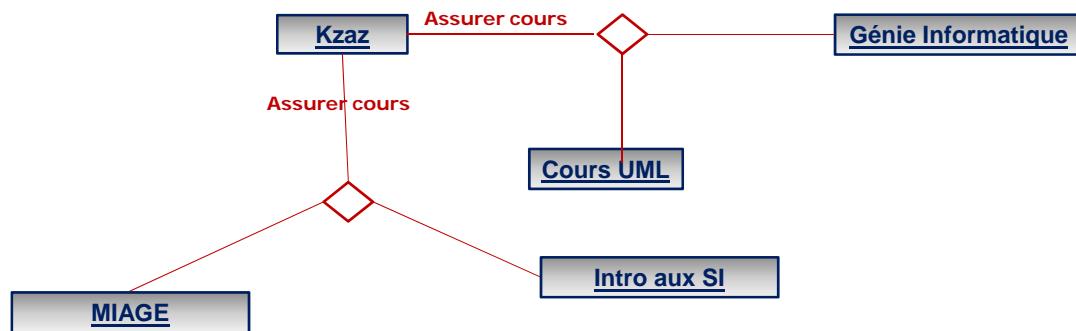 Assurer cours
Kzaz
Génie Informatique
Assurer cours
Cours UML
Intro aux SI
MIAGE